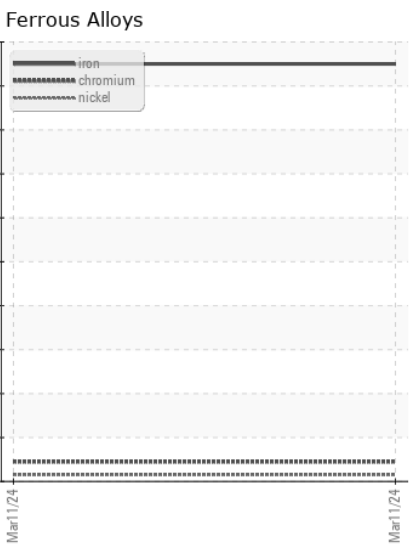 Ferrous Alloys
iron
chromium
nickel
Mar11/24
Mar11/24